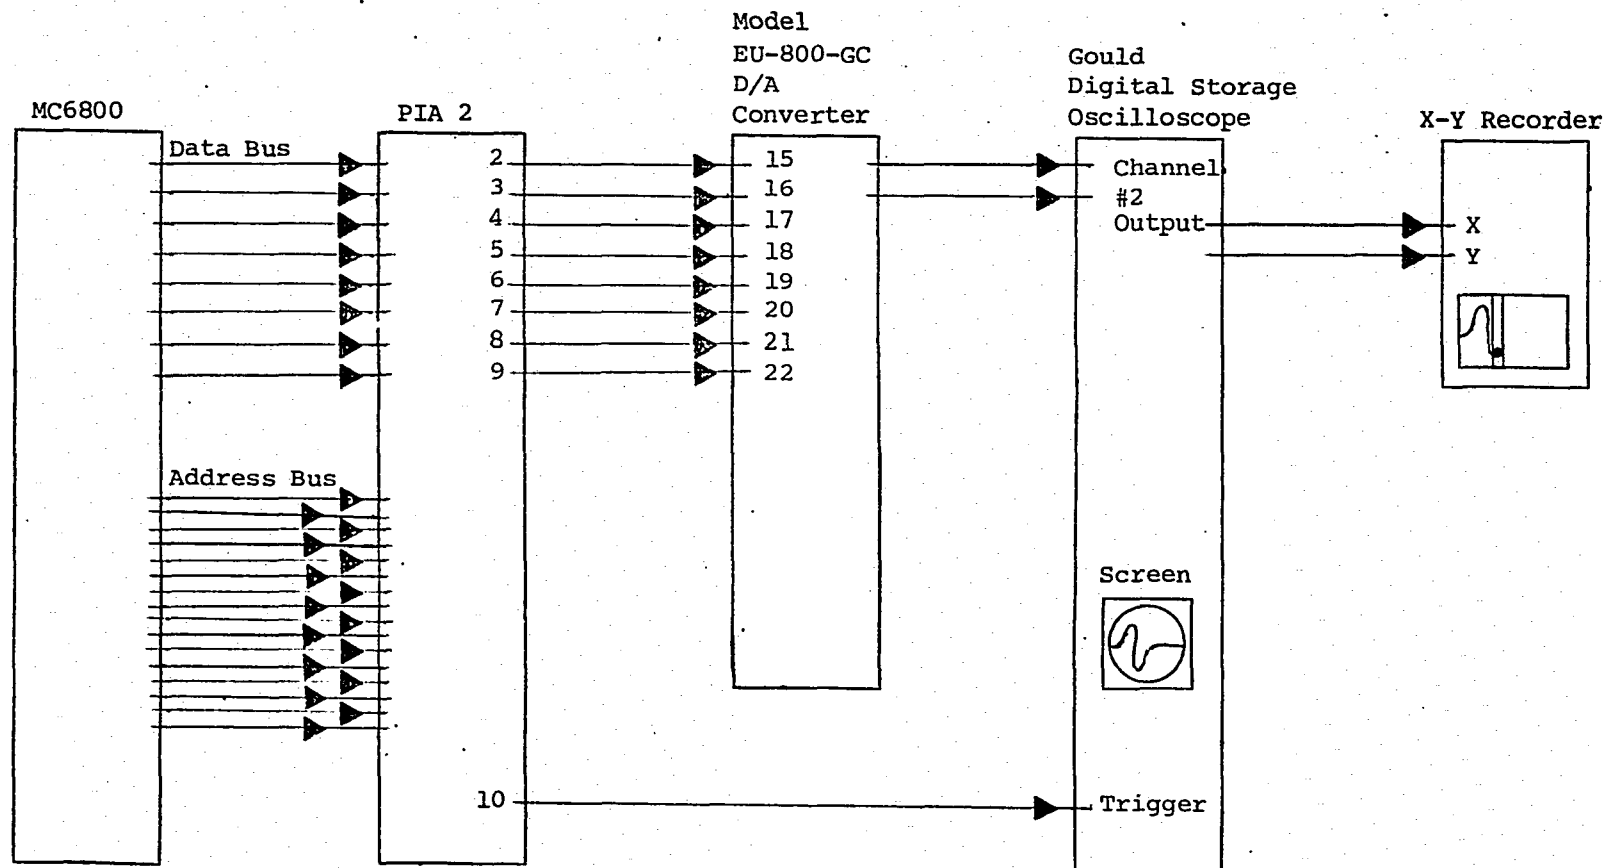 Model
EU-800-GC
D/A
Converter
Gould
Digital Storage
Oscilloscope
MC6800
PIA 2
X-Y Recorder
Data Bus
2
3
4
5
6
7
8
9
15
16
17
18
19
20
21
22
Channel
#2
Output
X
Y
Address Bus
Screen
10
Trigger